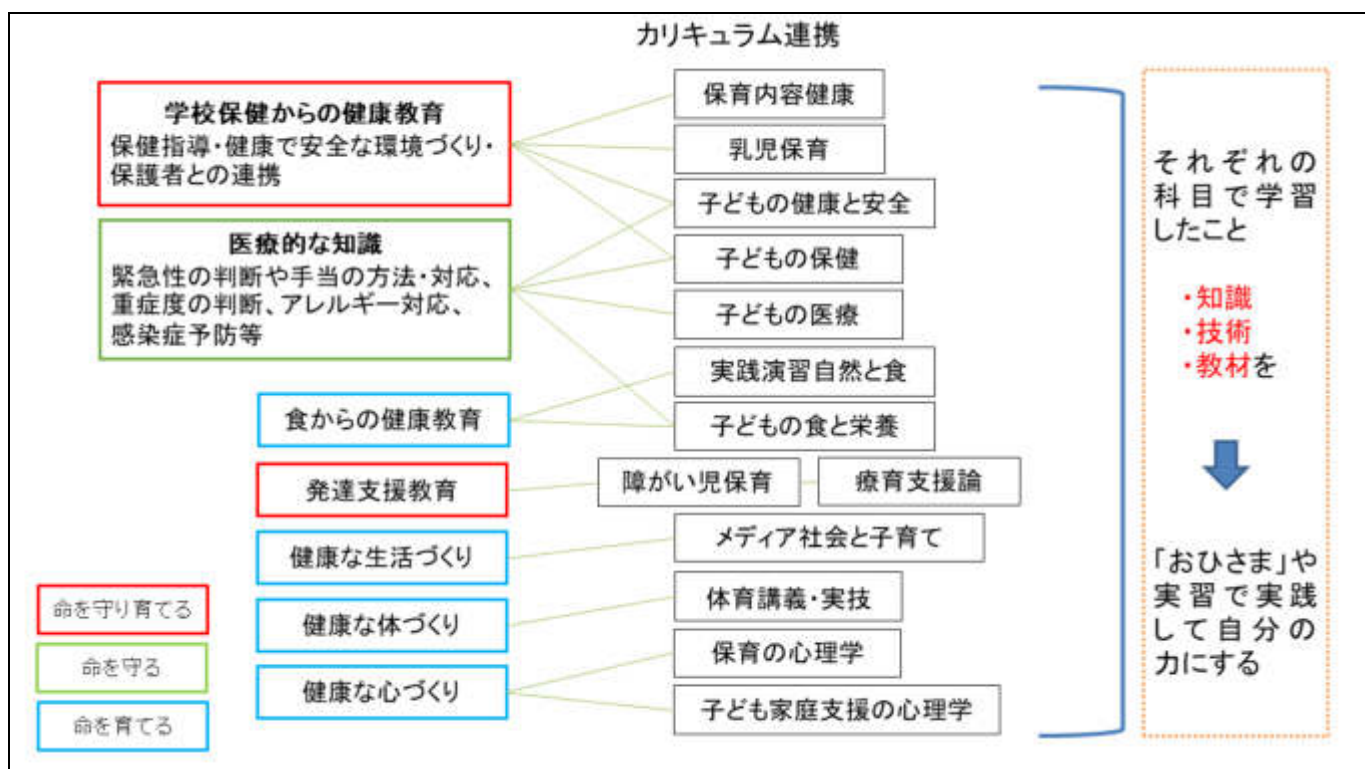 カリキュラム連携
学校保健からの健康教育
保健指導・健康で安全な環境づくり・
保護者との連携
医療的な知識
緊急性の判断や手当の方法・対応、
重症度の判断、アレルギー対応、
感染症予防等
食からの健康教育
発達支援教育
健康な生活づくり
健康な体づくり
健康な心づくり
命を守り育てる
命を守る
命を育てる
保育内容健康
乳児保育
子どもの健康と安全
子どもの保健
子どもの医療
実践演習自然と食
子どもの食と栄養
障がい児保育
療育支援論
メディア社会と子育て
体育講義・実技
保育の心理学
子ども家庭支援の心理学
それぞれの
科目で学習
したこと
・知識
・技術
・教材を
「おひさま」や
実習で実践
して自分の
力にする